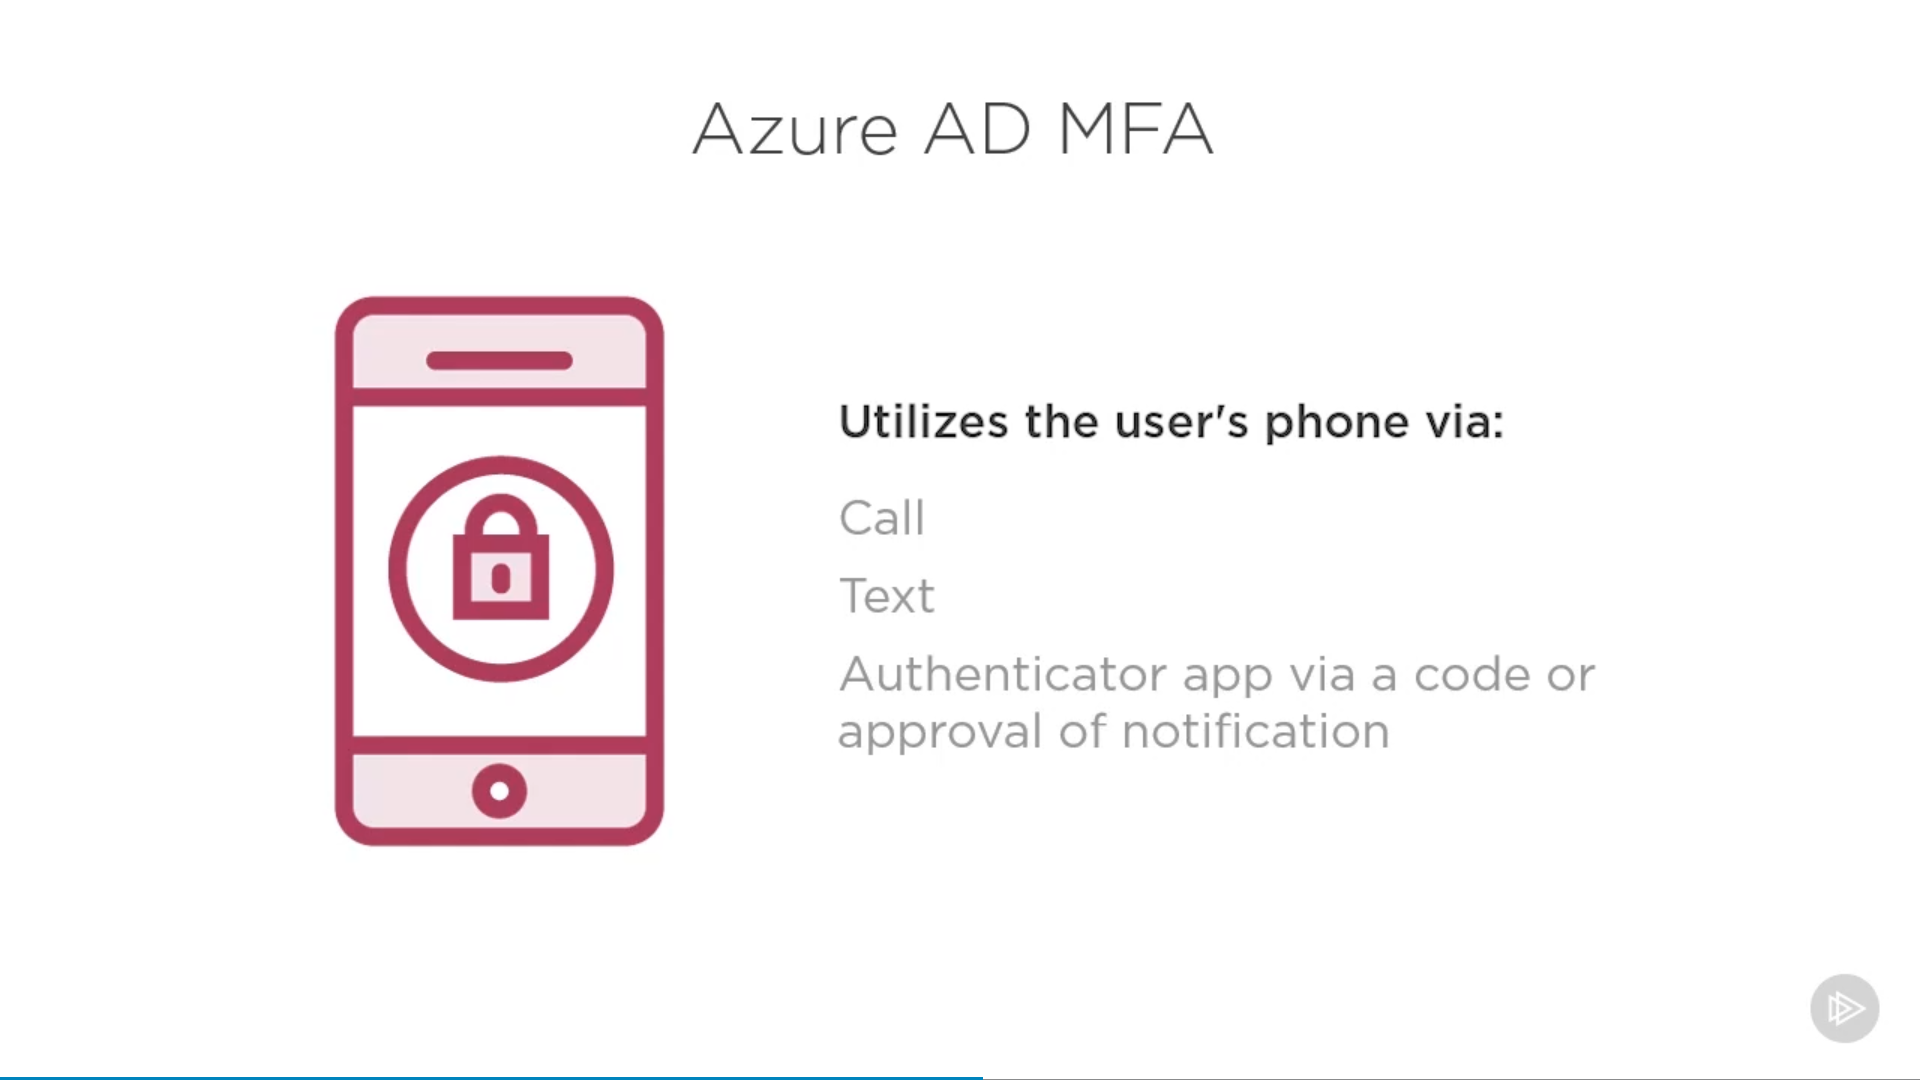 Azure AD MFA
Utilizes the user's phone via:
Call
Text
Authenticator app via a code or
approval of notification